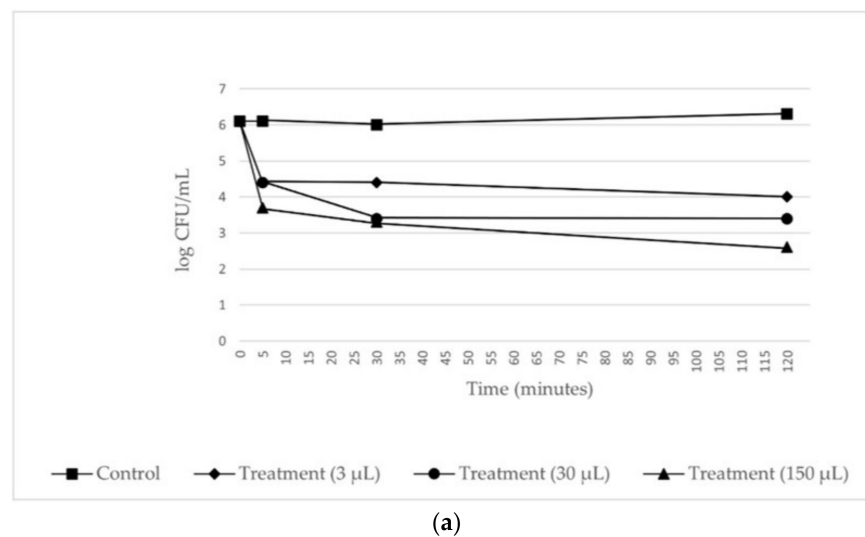 7
6
5
4
3
2
1
0
log CFU/mL
0 5 10 15 20 25 30 35 40 45 50 55 60 65 70 75 80 85 90 95 100 105 110 115 120
Time (minutes)
Control Treatment (3 µL) Treatment (30 µL) Treatment (150 µL)
(a)